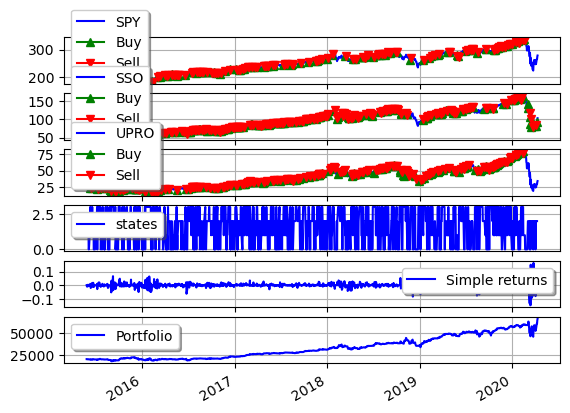 SPY
Buy
Sell
300
200
SSO
Buy
Sell
150
100
50
UPRO
Buy
Sell
75
50
25
states
2.5
0.0
Simple returns
0.1
0.0
−0.1
Portfolio
50000
25000
2016 2017 2018 2019 2020